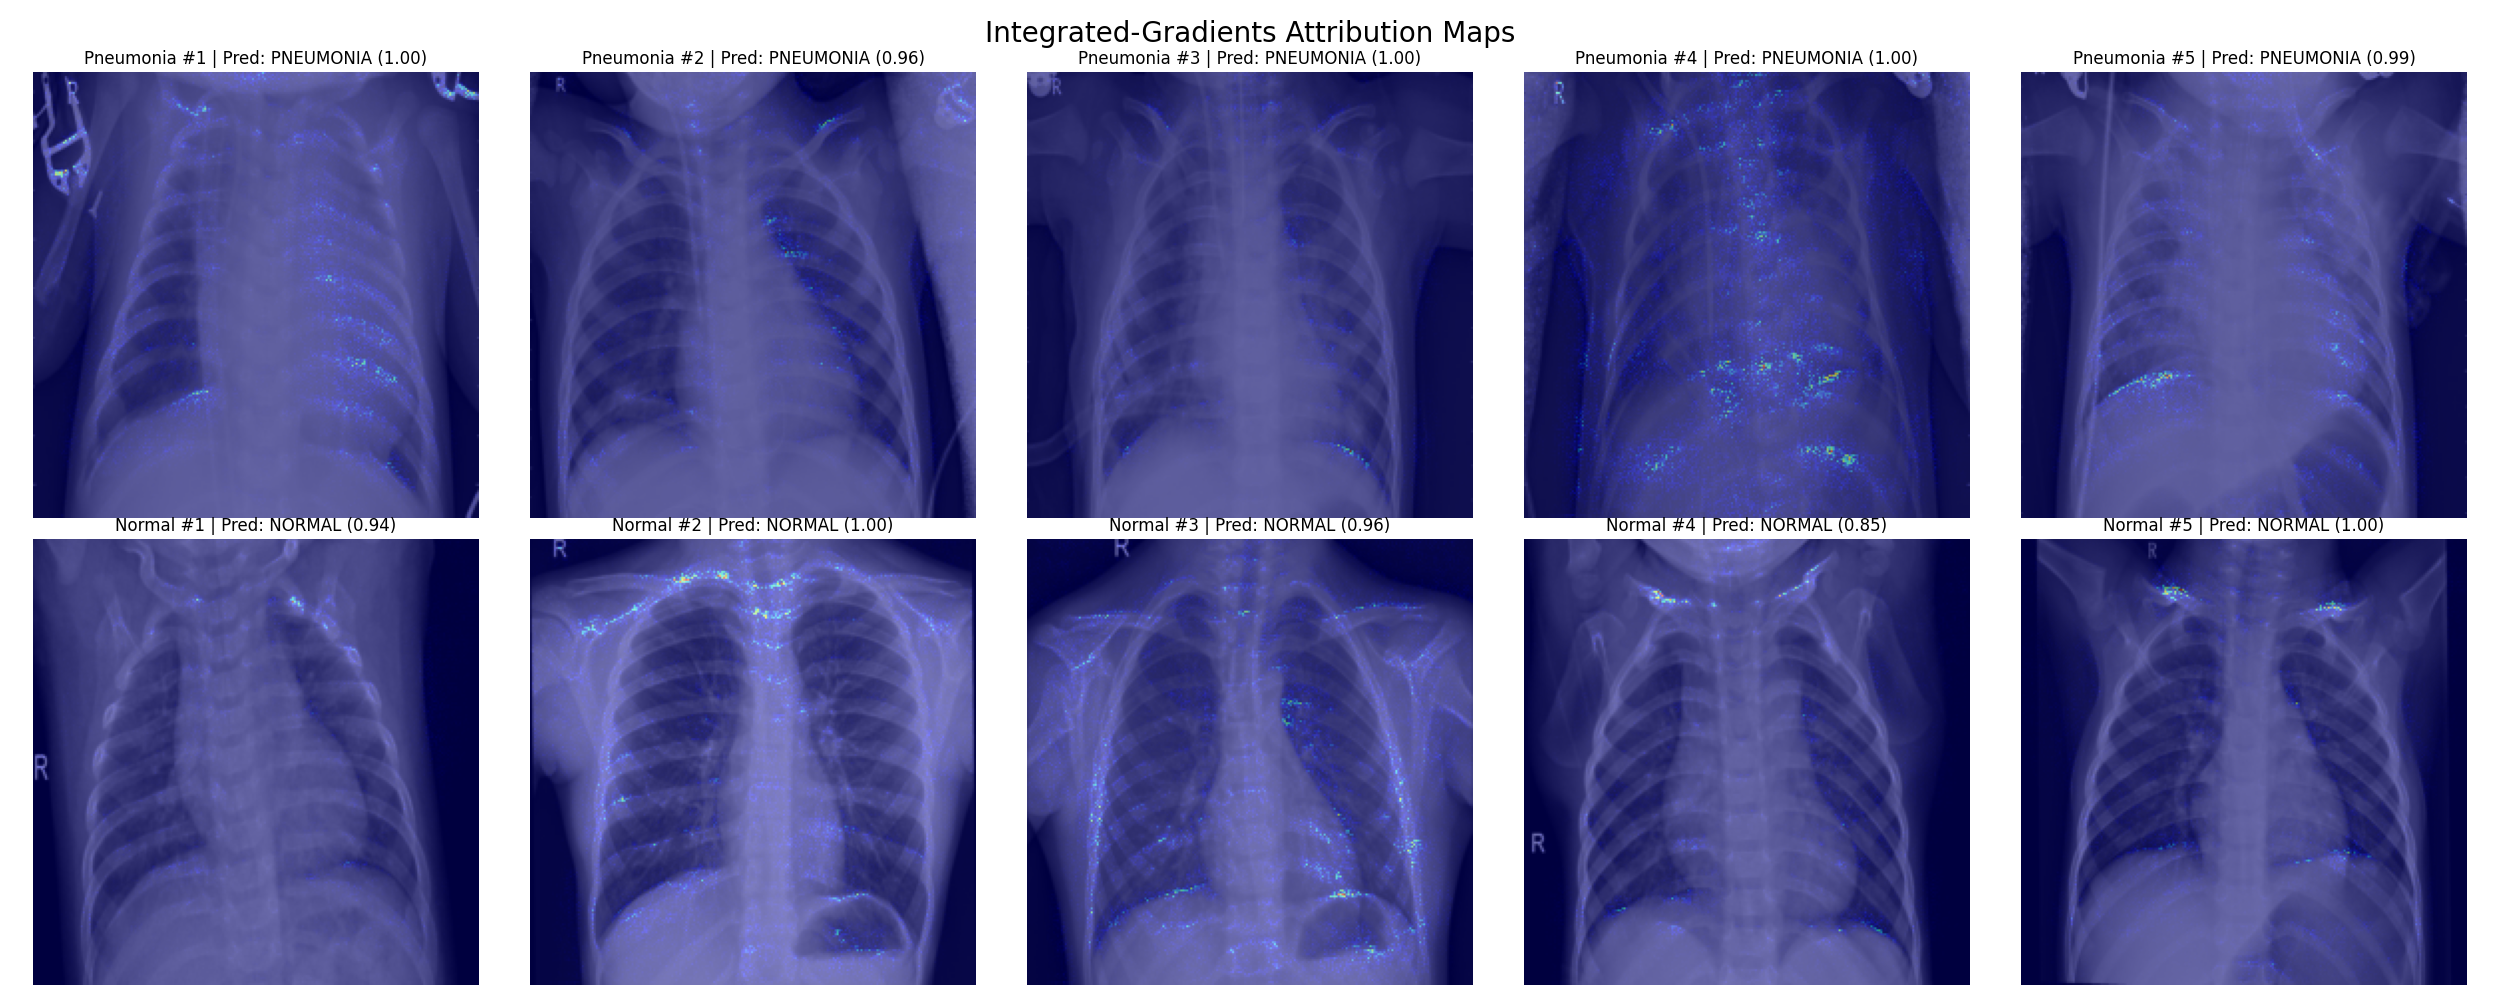 Integrated-Gradients Attribution Maps
Pneumonia #1 | Pred: PNEUMONIA (1.00)
Pneumonia #2 | Pred: PNEUMONIA (0.96)
Pneumonia #3 | Pred: PNEUMONIA (1.00)
Pneumonia #4 | Pred: PNEUMONIA (1.00)
Pneumonia #5 | Pred: PNEUMONIA (0.99)
R
R
R
R
Normal #1 | Pred: NORMAL (0.94)
Normal #2 | Pred: NORMAL (1.00)
Normal #3 | Pred: NORMAL (0.96)
Normal #4 | Pred: NORMAL (0.85)
Normal #5 | Pred: NORMAL (1.00)
R
R
R
R
R